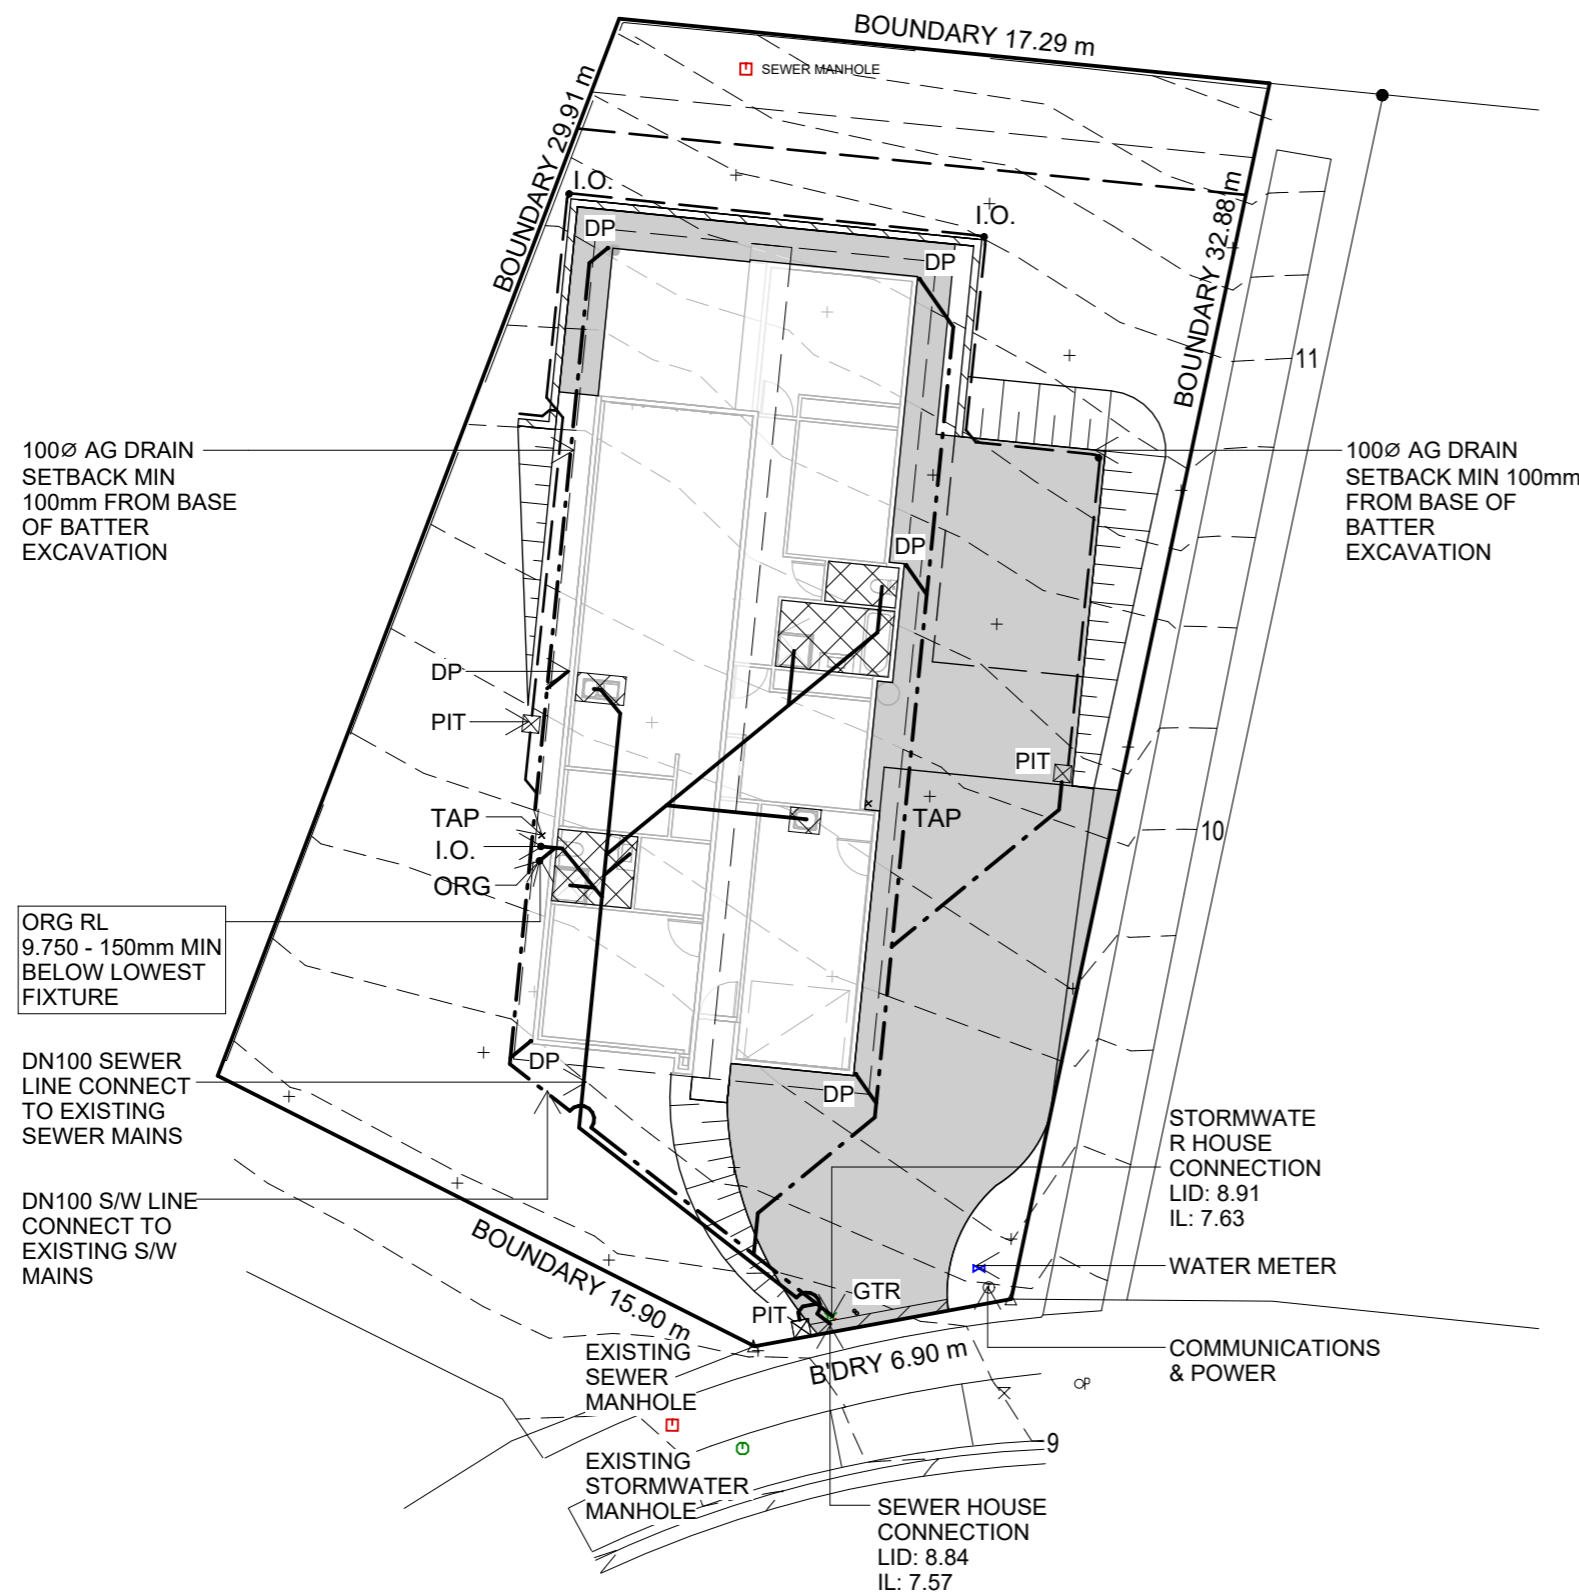 BOUNDARY 17.29 m
SEWER MANHOLE
BOUNDARY 29.91 m
I.O.
I.O.
BOUNDARY 32.88 m
DP
DP
11
100Ø AG DRAIN
SETBACK MIN
100mm FROM BASE
OF BATTER
EXCAVATION
100Ø AG DRAIN
SETBACK MIN 100mm
FROM BASE OF
BATTER
EXCAVATION
DP
DP
PIT
PIT
TAP
TAP
10
I.O.
ORG
ORG RL
9.750 - 150mm MIN
BELOW LOWEST
FIXTURE
DN100 SEWER
LINE CONNECT
TO EXISTING
SEWER MAINS
DP
DP
STORMWATE
R HOUSE
CONNECTION
LID: 8.91
IL: 7.63
DN100 S/W LINE
CONNECT TO
EXISTING S/W
MAINS
BOUNDARY 15.90 m
WATER METER
GTR
PIT
B'DRY 6.90 m
COMMUNICATIONS
& POWER
EXISTING
SEWER
MANHOLE
9
EXISTING
STORMWATER
MANHOLE
SEWER HOUSE
CONNECTION
LID: 8.84
IL: 7.57